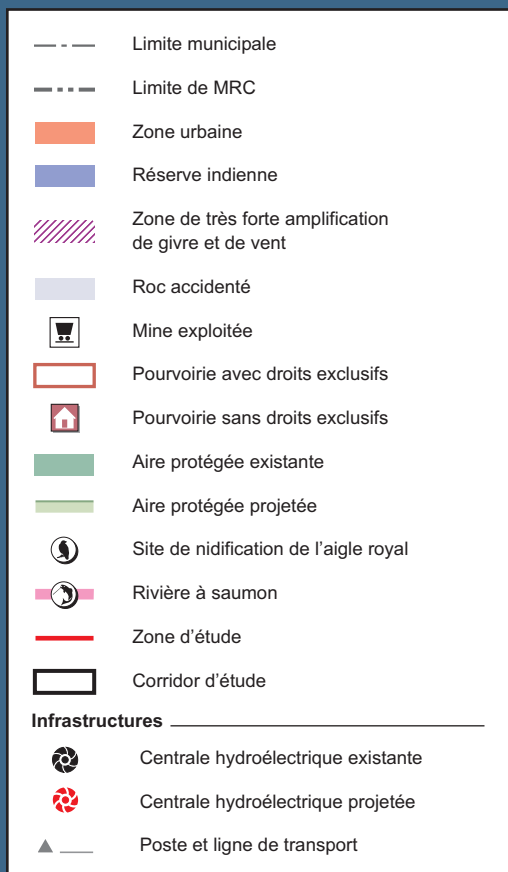 Limite municipale
Limite de MRC
Zone urbaine
Réserve indienne
Zone de très forte amplification
de givre et de vent
Roc accidenté
Mine exploitée
Pourvoirie avec droits exclusifs
Pourvoirie sans droits exclusifs
Aire protégée existante
Aire protégée projetée
Site de nidification de l'aigle royal
Rivière à saumon
Zone d'étude
Corridor d'étude
Infrastructures
Centrale hydroélectrique existante
Centrale hydroélectrique projetée
Poste et ligne de transport